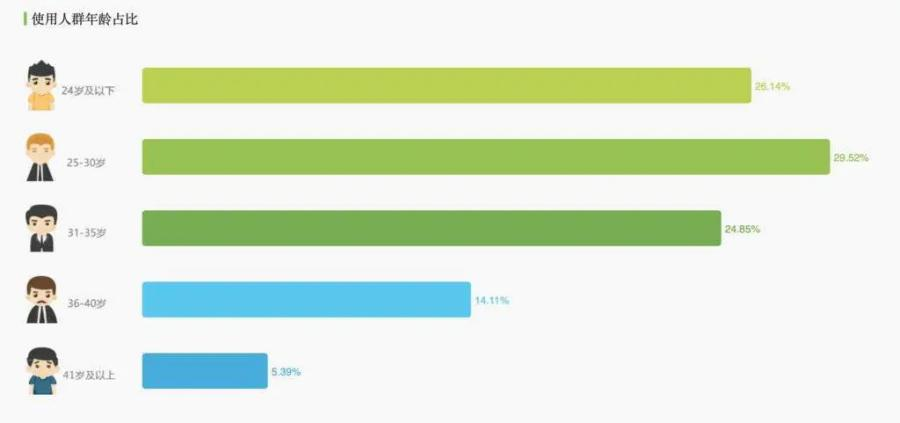 使用人群年龄占比
24岁及以下
26.14%
25-30岁
29.52%
31-35岁
24.85%
36-40岁
14.11%
41岁及以上
5.39%